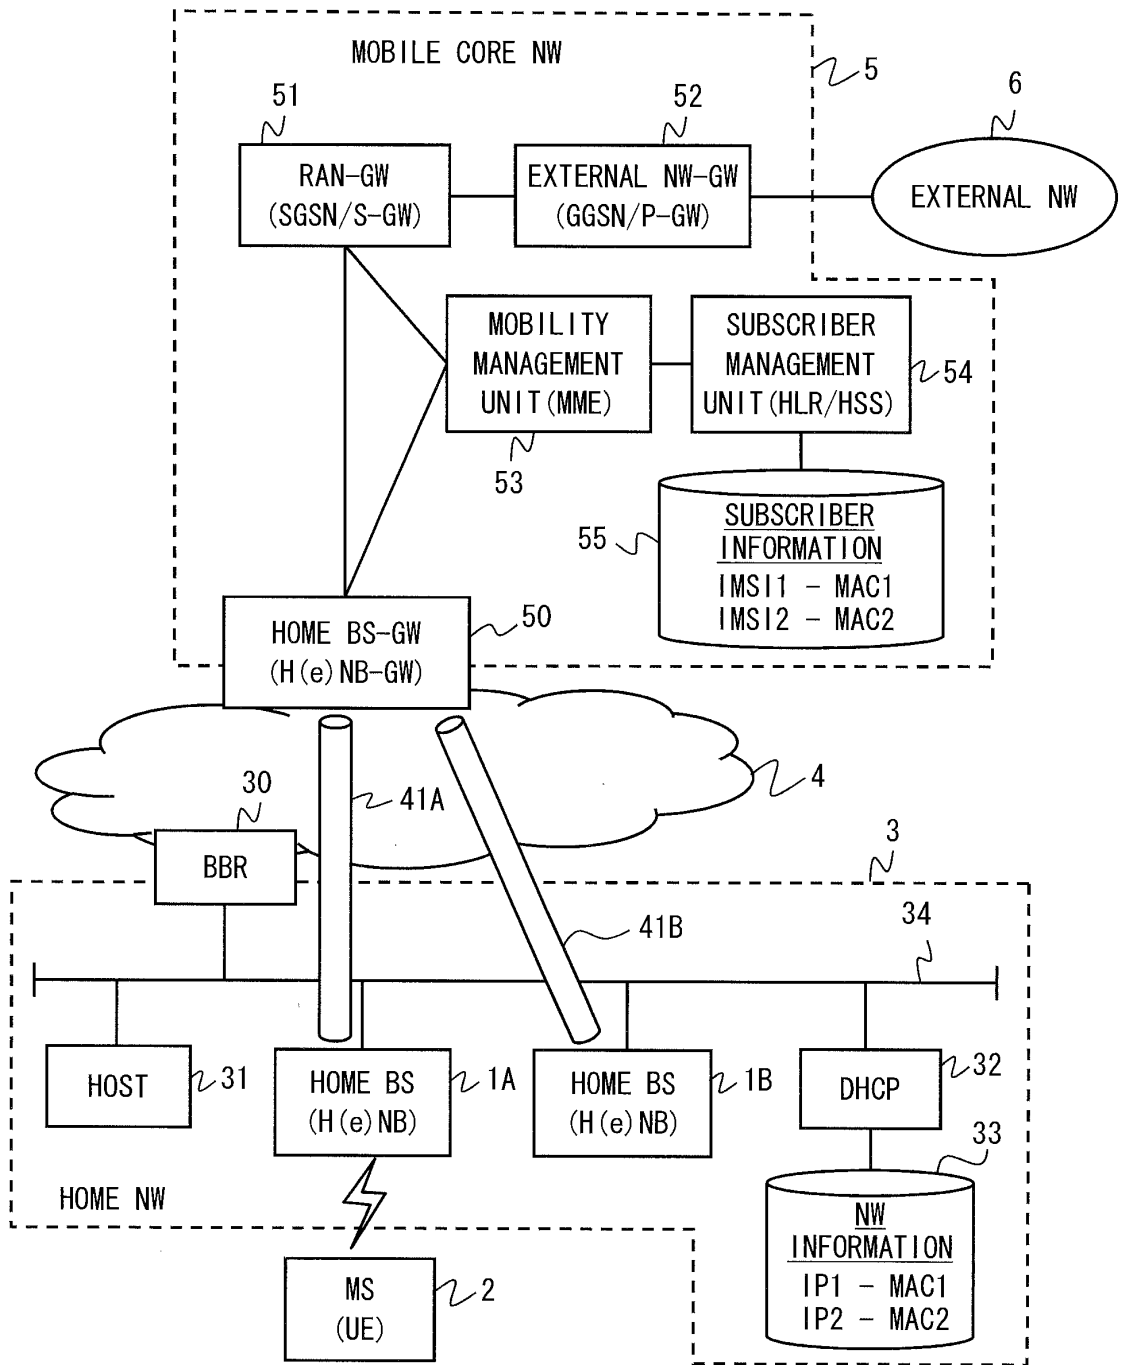 MOBILE CORE NW
5
51
52
6
RAN-GW
(SGSN/S-GW)
EXTERNAL NW-GW
(GGSN/P-GW)
EXTERNAL NW
MOBILITY
MANAGEMENT
UNIT(MME)
53
SUBSCRIBER
MANAGEMENT
UNIT(HLR/HSS)
54
55
SUBSCRIBER
INFORMATION
IMSI1 - MAC1
IMSI2 - MAC2
HOME BS-GW
(H(e)NB-GW)
50
30
41A
4
BBR
3
41B
34
HOST
31
HOME BS
(H(e)NB)
1A
HOME BS
(H(e)NB)
1B
DHCP
32
33
HOME NW
NW
INFORMATION
IP1 - MAC1
IP2 - MAC2
MS
(UE)
2